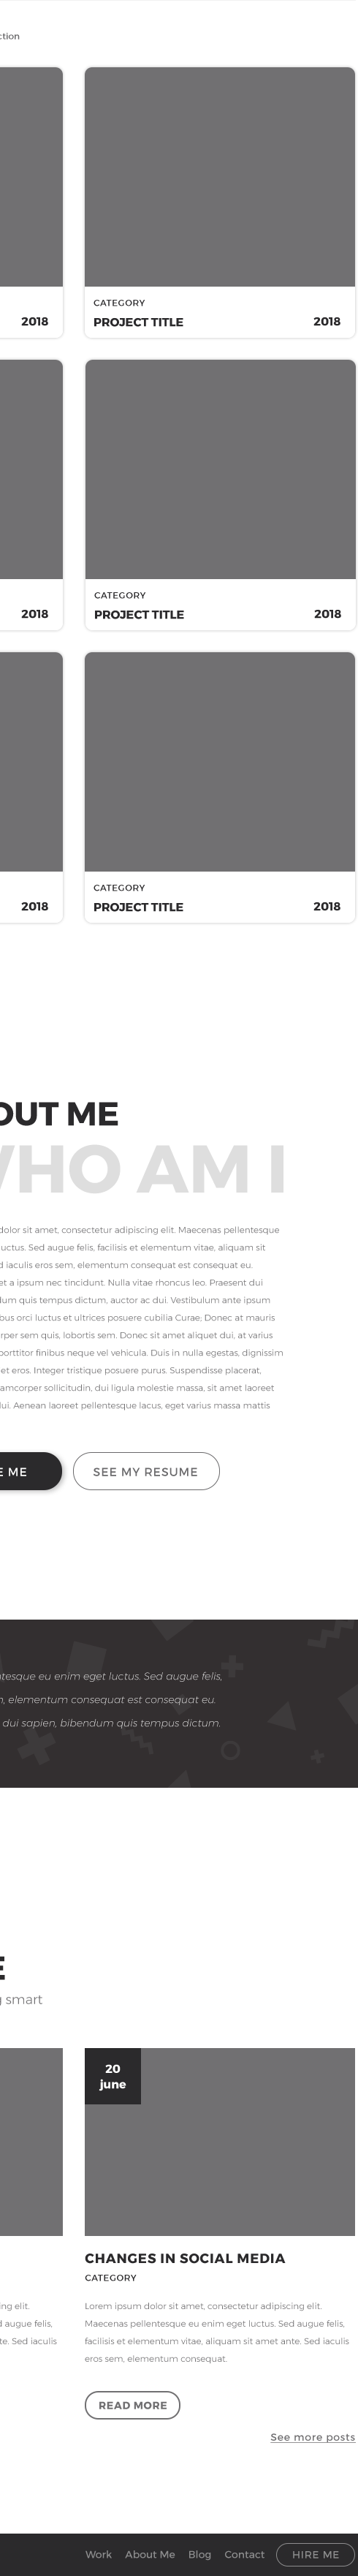 ction
CATEGORY
2018 PROJECT TITLE 2018
CATEGORY
2018 PROJECT TITLE 2018
CATEGORY
2018 PROJECT TITLE 2018
OUT ME
WHO AM I
dolor sit amet, consectetur adipiscing elit. Maecenas pellentesque
luctus. Sed augue felis, facilisis et elementum vitae, aliquam sit
d iaculis eros sem, elementum consequat est consequat eu.
et a ipsum nec tincidunt. Nulla vitae rhoncus leo. Praesent dui
dum quis tempus dictum, auctor ac dui. Vestibulum ante ipsum
bus orci luctus et ultrices posuere cubilia Curae; Donec at mauris
rper sem quis, lobortis sem. Donec sit amet aliquet dui, at varius
porttitor finibus neque vel vehicula. Duis in nulla egestas, dignissim
et eros. Integer tristique posuere purus. Suspendisse placerat,
amcorper sollicitudin, dui ligula molestie massa, sit amet laoreet
dui. Aenean laoreet pellentesque lacus, eget varius massa mattis
E ME SEE MY RESUME
tesque eu enim eget luctus. Sed augue felis,
n, elementum consequat est consequat eu.
dui sapien, bibendum quis tempus dictum.
E
g smart
20
june
CHANGES IN SOCIAL MEDIA
CATEGORY
ing elit. Lorem ipsum dolor sit amet, consectetur adipiscing elit.
d augue felis, Maecenas pellentesque eu enim eget luctus. Sed augue felis,
te. Sed iaculis facilisis et elementum vitae, aliquam sit amet ante. Sed iaculis
eros sem, elementum consequat.
READ MORE
See more posts
Work About Me Blog Contact HIRE ME